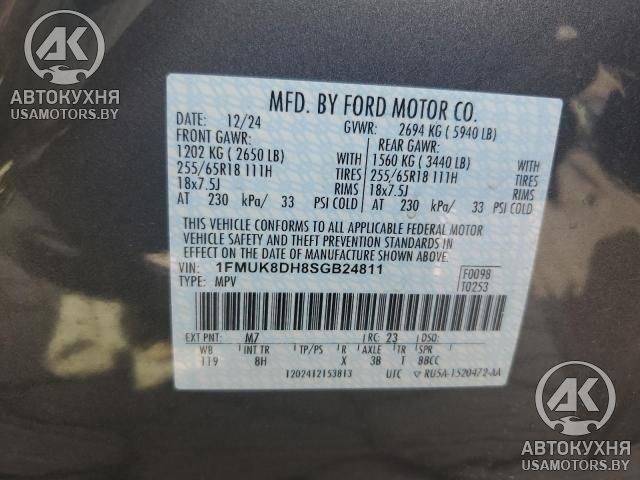 АК
АВТОКУХНЯ
USAMOTORS.BY
MFD. BY FORD MOTOR CO.
DATE: 12/24 GVWR: 2694 KG ( 5940 LB)
FRONT GAWR: REAR GAWR:
1202 KG ( 2650 LB) WITH 1560 KG ( 3440 LB) WITH
255/65R18 111H TIRES 255/65R18 111H TIRES
18x7.5J RIMS 18x7.5J RIMS
AT 230 kPa/ 33 PSI COLD AT 230 kPa/ 33 PSI COLD
THIS VEHICLE CONFORMS TO ALL APPLICABLE FEDERAL MOTOR
VEHICLE SAFETY AND THEFT PREVENTION STANDARDS IN
EFFECT ON THE DATE OF MANUFACTURE SHOWN ABOVE.
VIN: 1FMUK8DH8SGB24811 F0098
TYPE: MPV T0253
EXT PNT: M7 RC: 23 DSO:
WB INT TR TP/PS R AXLE TR SPR
119 8H X 3B T BBCC
1202412153813 UTC ▽ RU5A-1520472-AA
АК
АВТОКУХНЯ
USAMOTORS.BY